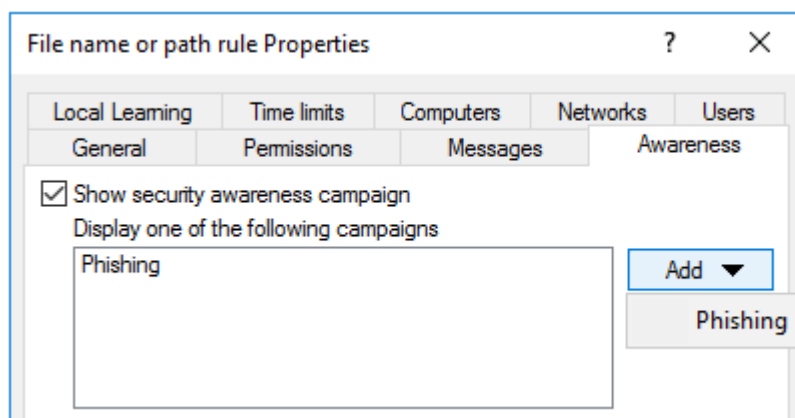 File name or path rule Properties ? ×
Local Learning Time limits Computers Networks Users
General Permissions Messages Awareness
Show security awareness campaign
Display one of the following campaigns
Phishing Add
Phishing